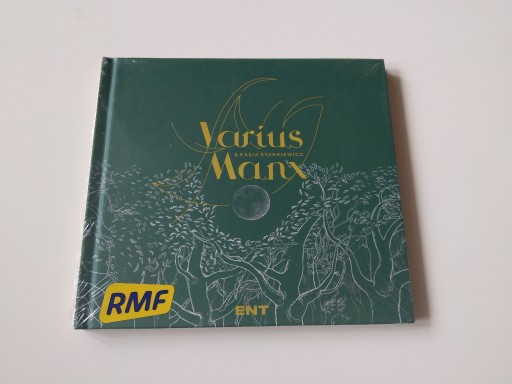 Varius
& KASIA STANKIEWICZ
Manx
RMF
ENT